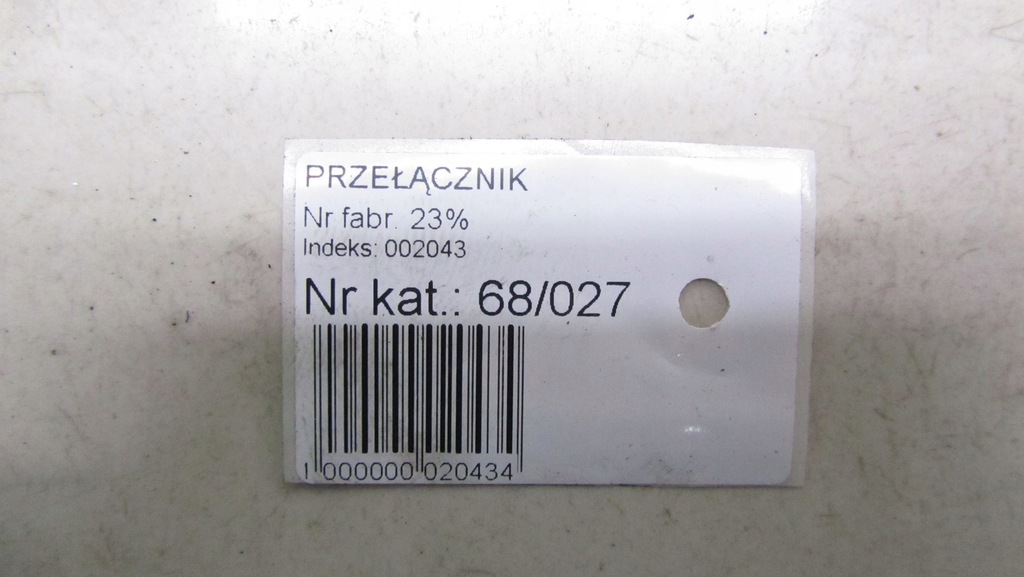 PRZEŁĄCZNIK
Nr fabr. 23%
Indeks: 002043
Nr kat.: 68/027
1 000000 020434